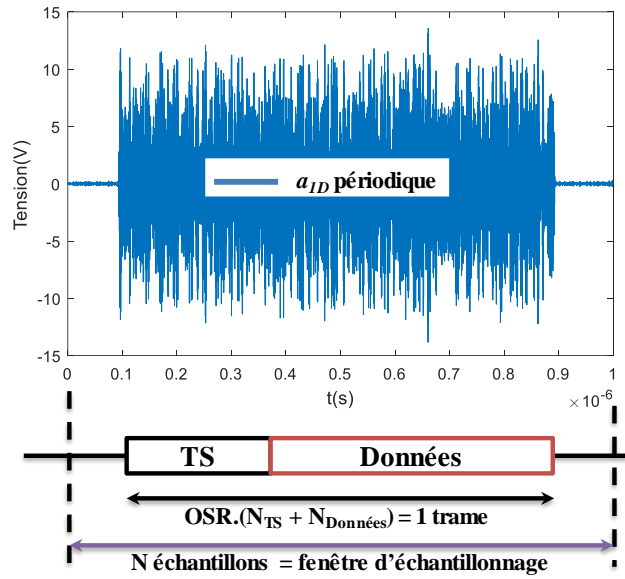 15
10
5
0
-5
-10
-15
Tension(V)
a1D périodique
0 0.1 0.2 0.3 0.4 0.5 0.6 0.7 0.8 0.9 1
t(s)
×10-6
TS Données
OSR.(NTS + NDonnées) = 1 trame
N échantillons = fenêtre d'échantillonnage